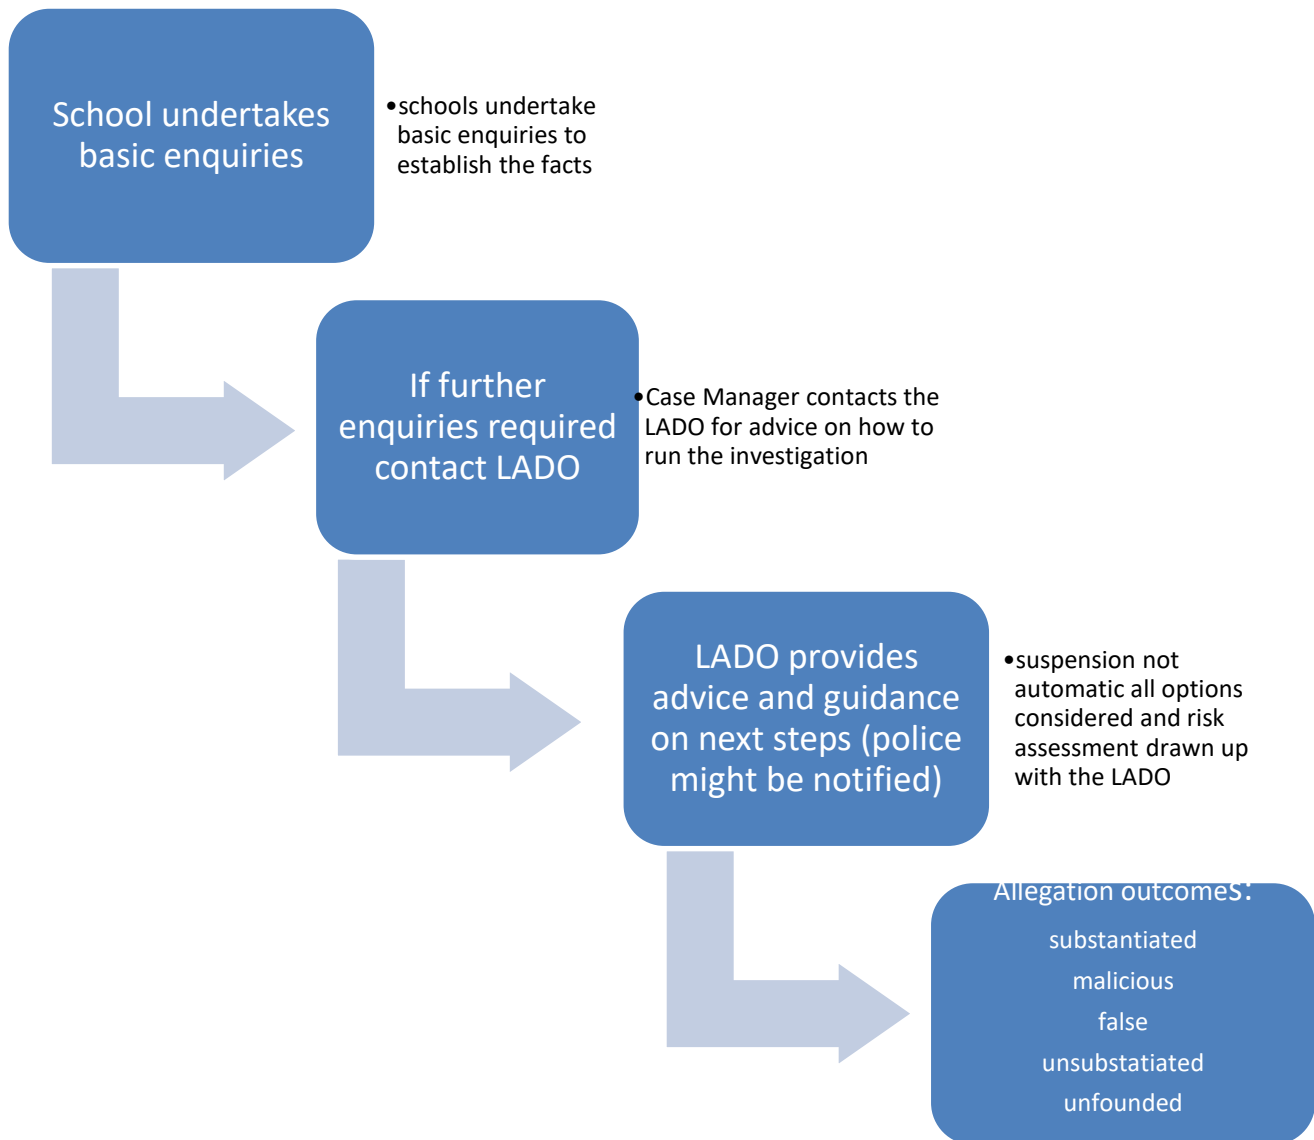 School undertakes
basic enquiries
•schools undertake
basic enquiries to
establish the facts
If further
enquiries required
contact LADO
•Case Manager contacts the
LADO for advice on how to
run the investigation
LADO provides
advice and guidance
on next steps (police
might be notified)
•suspension not
automatic all options
considered and risk
assessment drawn up
with the LADO
Allegation outcomes:
substantiated
malicious
false
unsubstatiated
unfounded